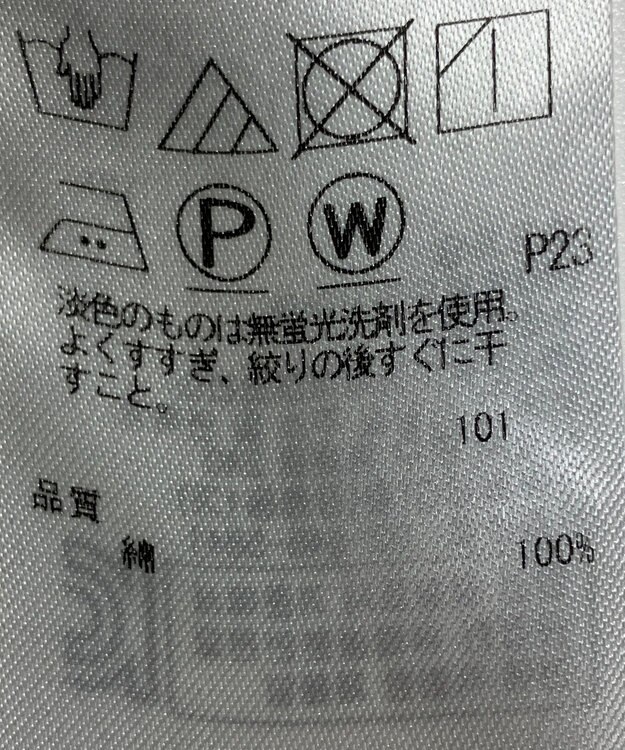 P W
P23
淡色のものは無蛍光洗剤を使用。
よくすすぎ、絞りの後すぐに干
すこと。
101
品質
綿 100%